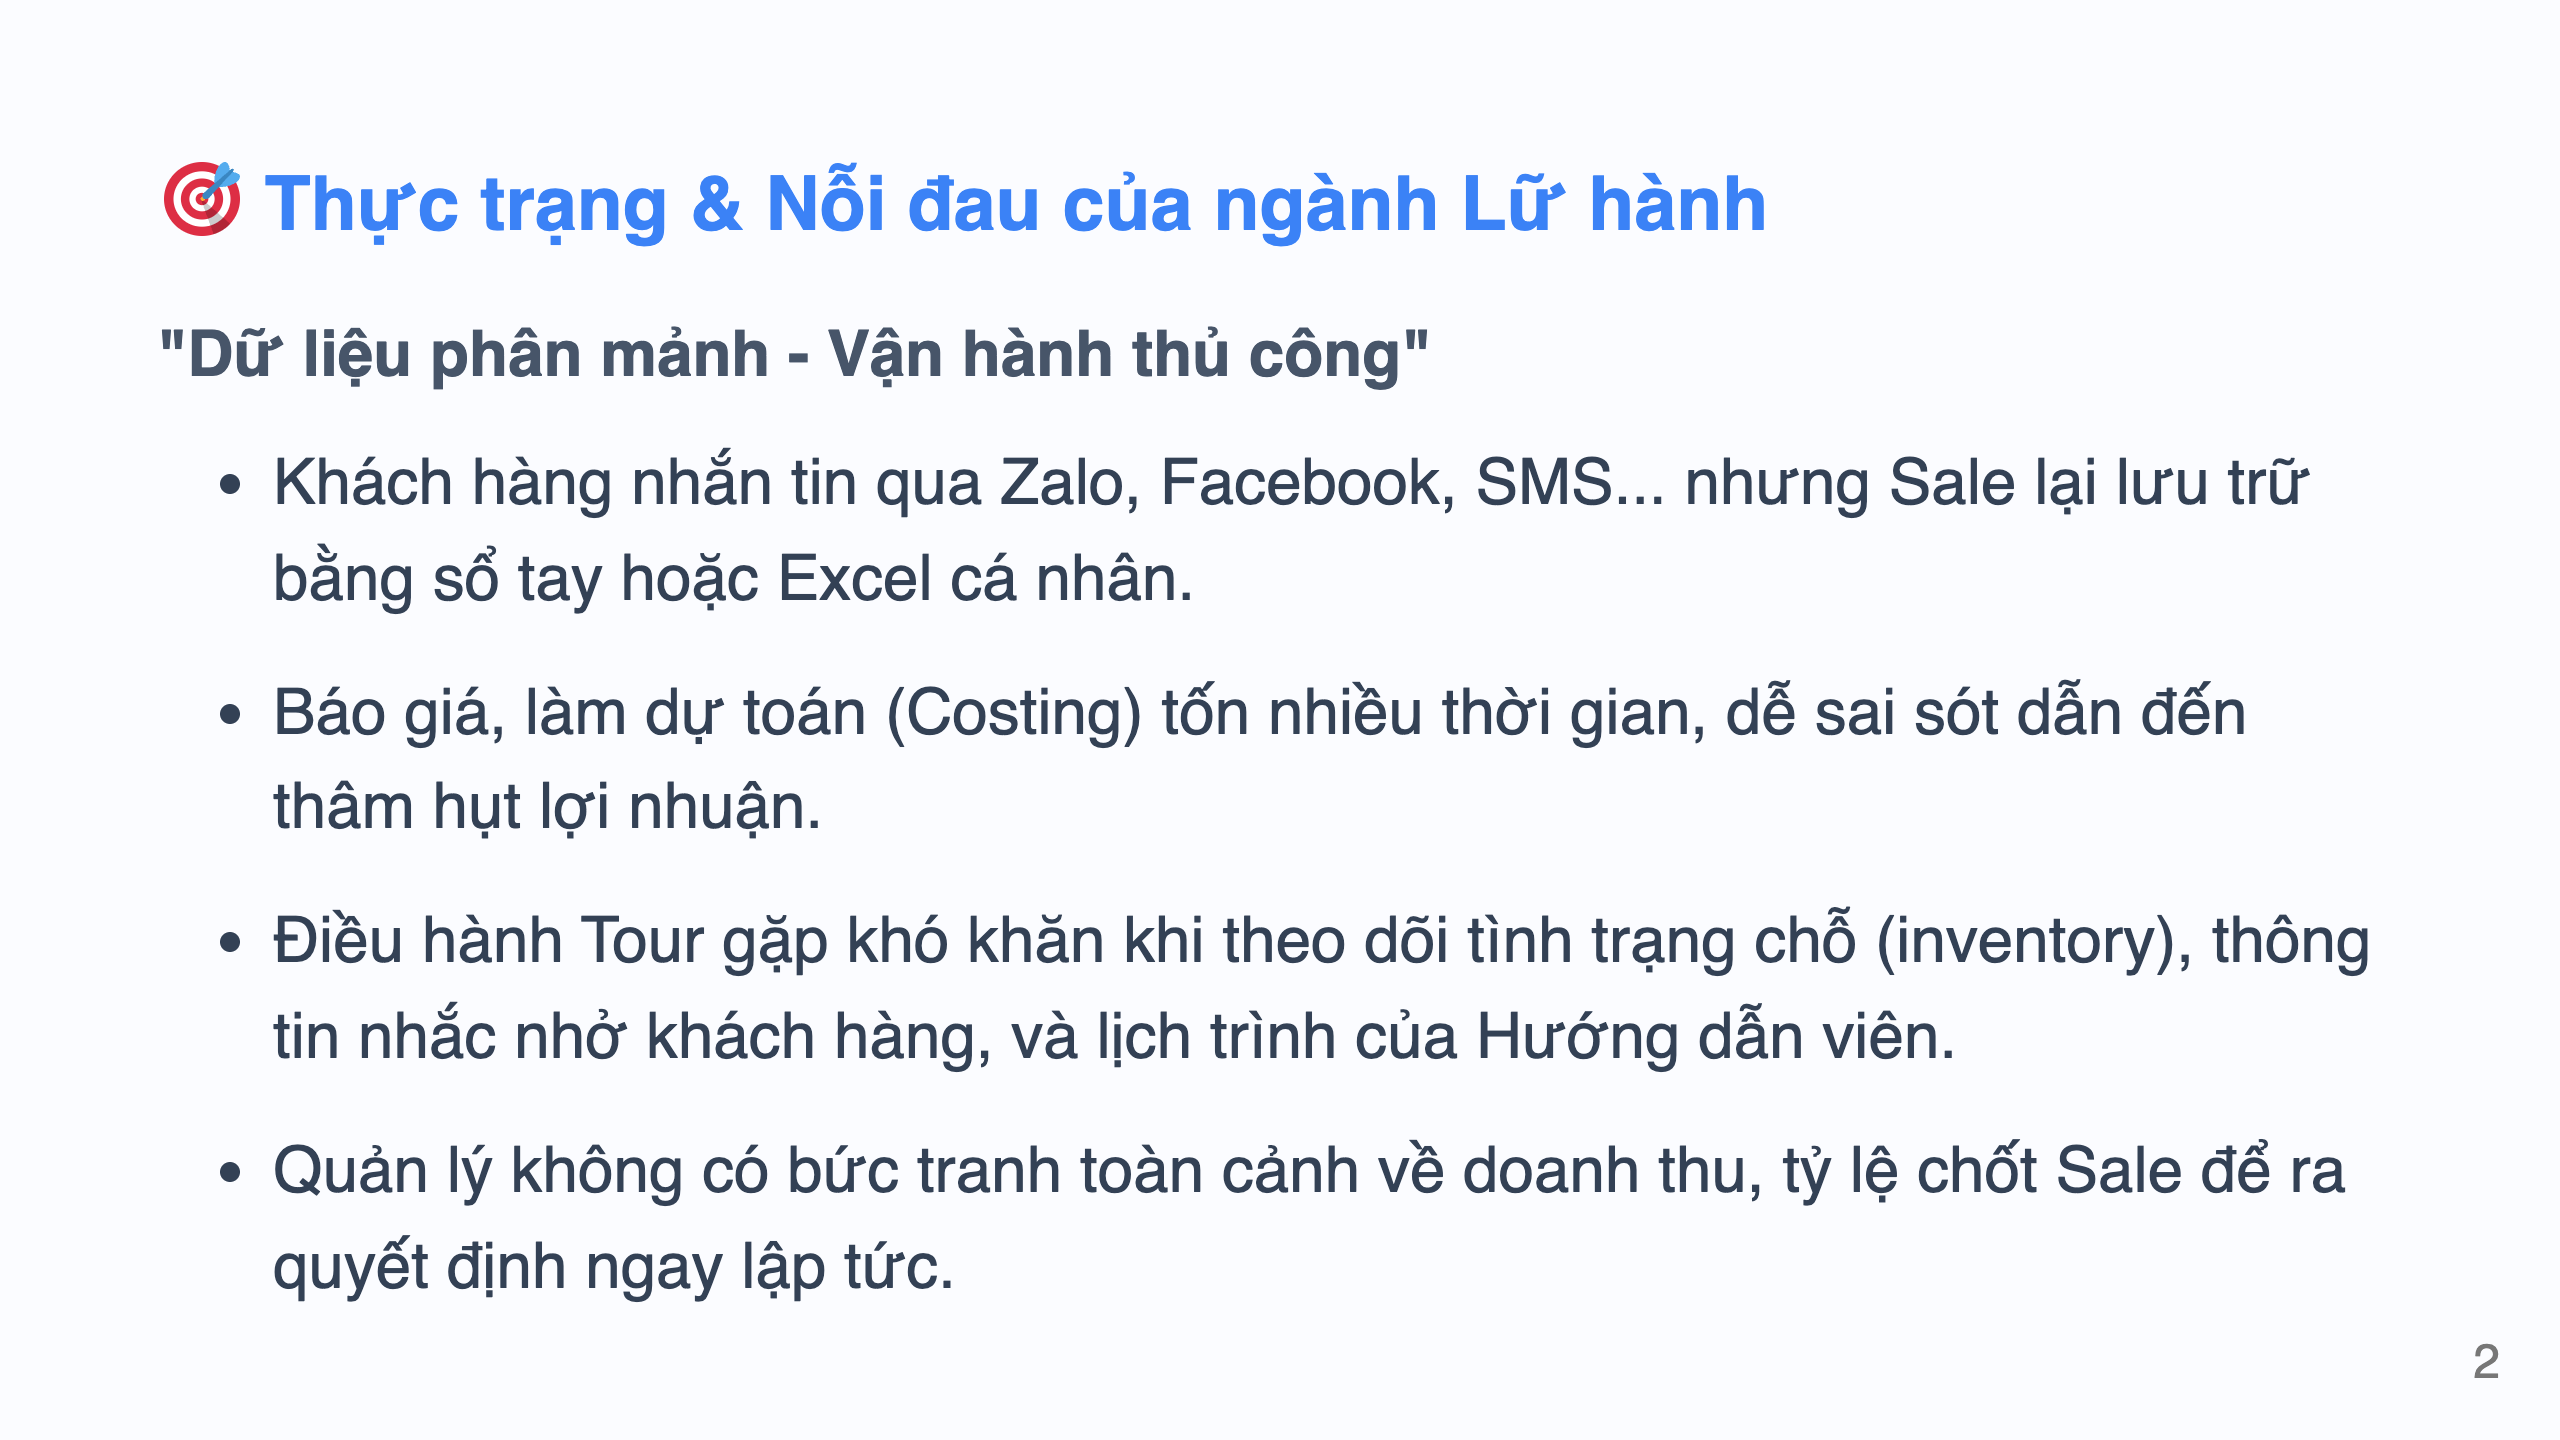 🎯 Thực trạng & Nỗi đau của ngành Lữ hành
"Dữ liệu phân mảnh - Vận hành thủ công"
• Khách hàng nhắn tin qua Zalo, Facebook, SMS... nhưng Sale lại lưu trữ
bằng sổ tay hoặc Excel cá nhân.
• Báo giá, làm dự toán (Costing) tốn nhiều thời gian, dễ sai sót dẫn đến
thâm hụt lợi nhuận.
• Điều hành Tour gặp khó khăn khi theo dõi tình trạng chỗ (inventory), thông
tin nhắc nhở khách hàng, và lịch trình của Hướng dẫn viên.
• Quản lý không có bức tranh toàn cảnh về doanh thu, tỷ lệ chốt Sale để ra
quyết định ngay lập tức.
2